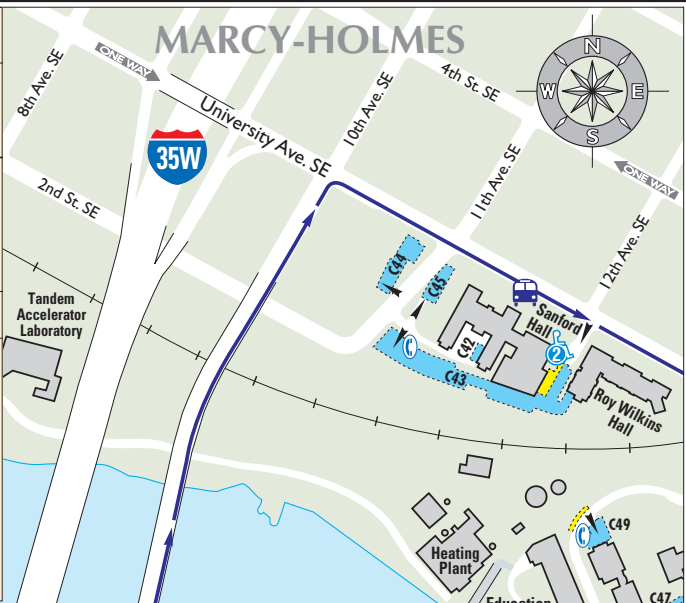 MARCY-HOLMES
8th Ave. SE
ONE WAY
University Ave. SE
10th Ave. SE
4th St. SE
N
W
E
S
35W
2nd St. SE
11th Ave. SE
ONE WAY
12th Ave. SE
C44
C45
Tandem
Accelerator
Laboratory
Sanford
Hall
C42
2
C43
Roy Wilkins
Hall
C49
Heating
Plant
Education
C47